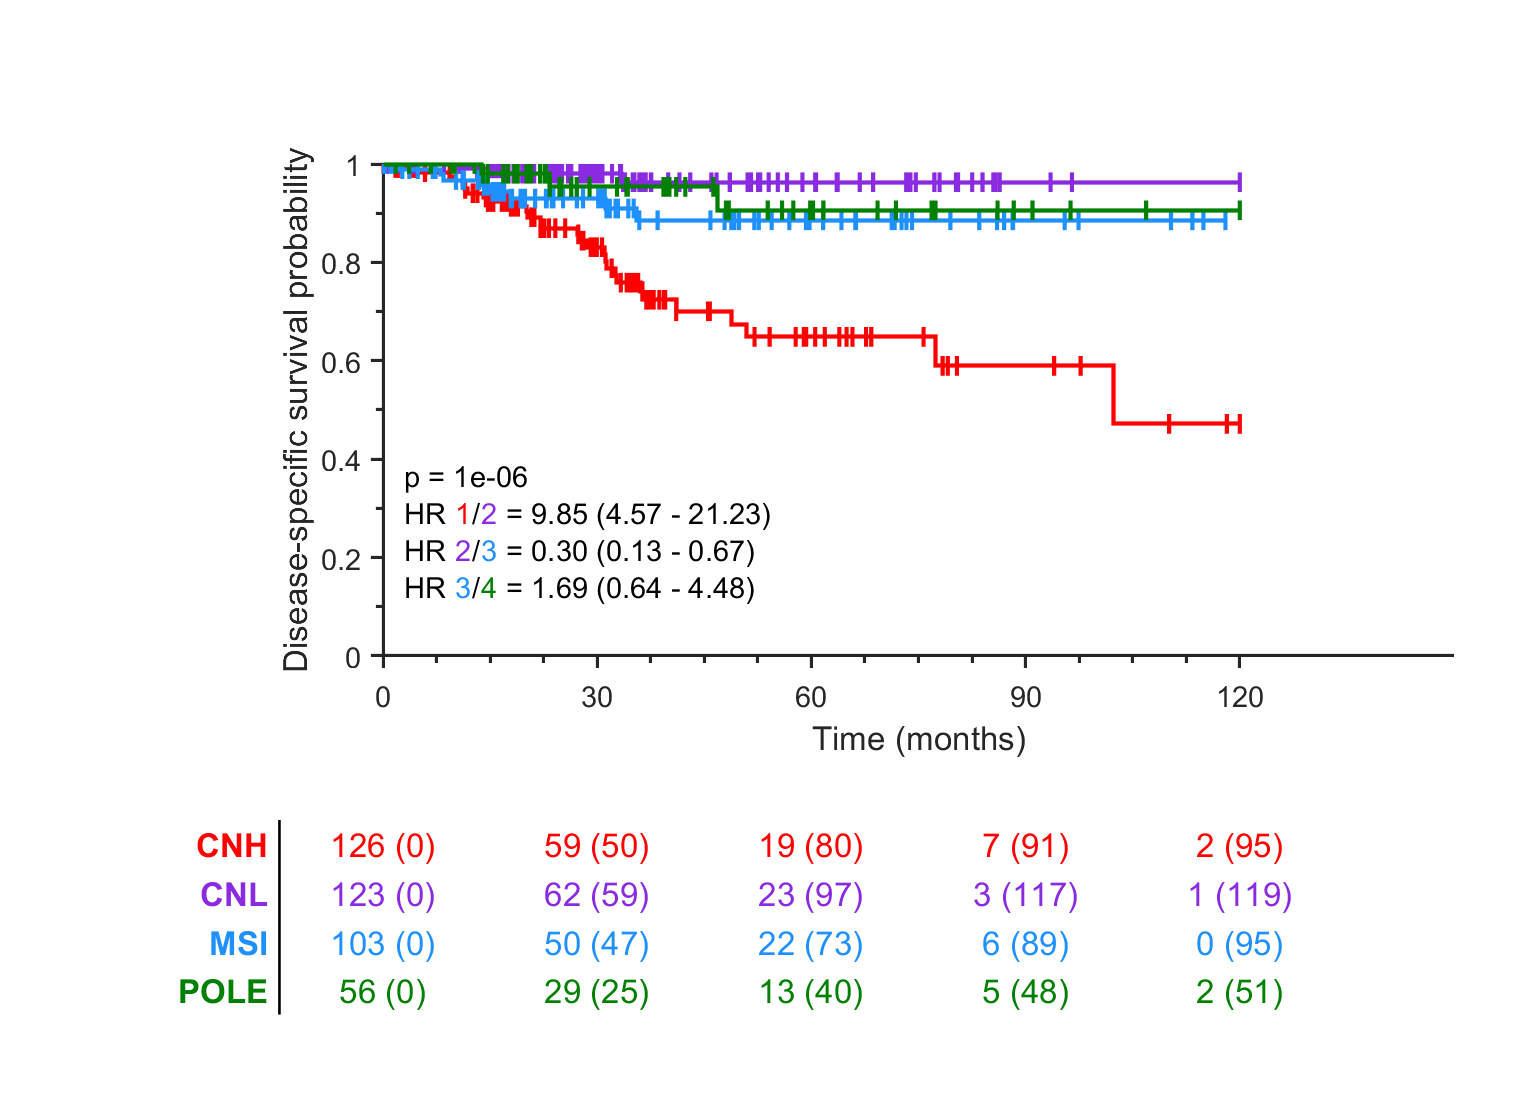 Disease-specific survival probability
1
0.8
0.6
0.4
0.2
0
p = 1e-06
HR 1/2 = 9.85 (4.57 - 21.23)
HR 2/3 = 0.30 (0.13 - 0.67)
HR 3/4 = 1.69 (0.64 - 4.48)
0 30 60 90 120
Time (months)
CNH 126 (0) 59 (50) 19 (80) 7 (91) 2 (95)
CNL 123 (0) 62 (59) 23 (97) 3 (117) 1 (119)
MSI 103 (0) 50 (47) 22 (73) 6 (89) 0 (95)
POLE 56 (0) 29 (25) 13 (40) 5 (48) 2 (51)